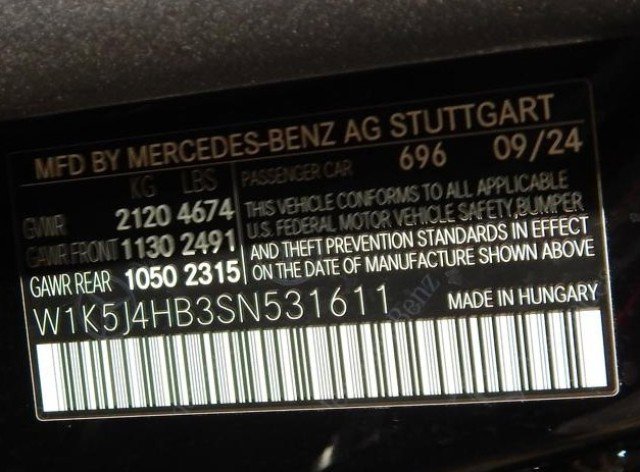 MFD BY MERCEDES-BENZ AG STUTTGART
KG LBS PASSENGER CAR 696 09/24
GVWR 2120 4674 THIS VEHICLE CONFORMS TO ALL APPLICABLE
U.S. FEDERAL MOTOR VEHICLE SAFETY, BUMPER
GAWR FRONT 1130 2491 AND THEFT PREVENTION STANDARDS IN EFFECT
GAWR REAR 1050 2315 ON THE DATE OF MANUFACTURE SHOWN ABOVE
W1K5J4HB3SN531611 MADE IN HUNGARY